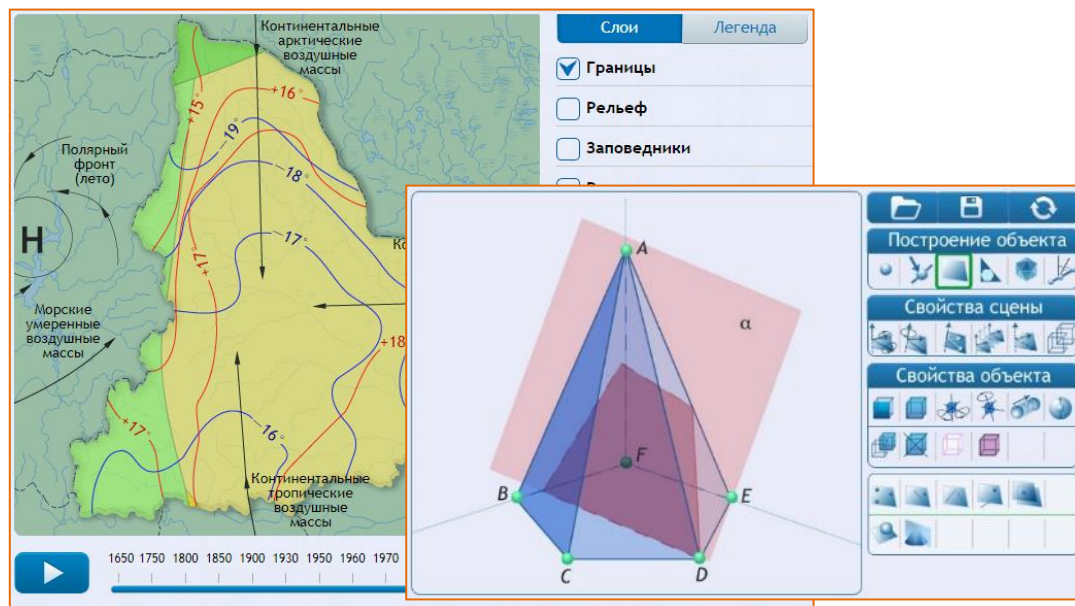 Континентальные
арктические
воздушные
массы
Слои
Легенда
Границы
Рельеф
Заповедники
+15°
+16°
-19°
-18°
-17°
+17°
+18
-16°
+17°
Полярный
фронт
(лето)
Н
Морские
умеренные
воздушные
массы
Континентальные
тропические
воздушные
массы
1650 1750 1800 1850 1900 1930 1950 1960 1970
A
α
F
B
E
C
D
Построение объекта
Свойства сцены
Свойства объекта